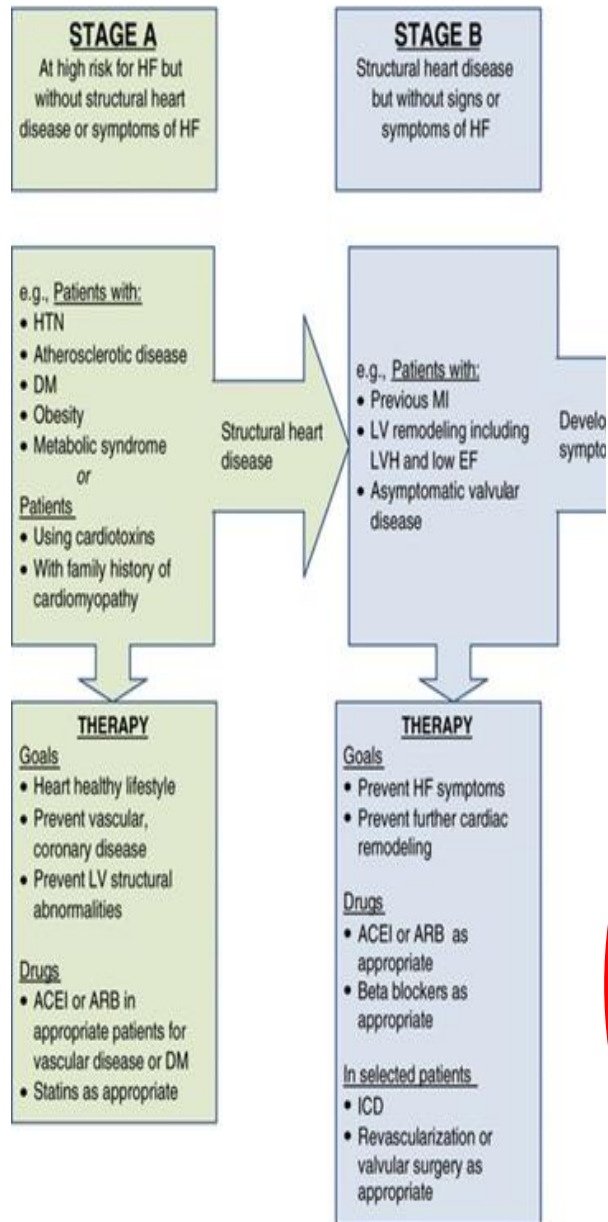 STAGE A
At high risk for HF but
without structural heart
disease or symptoms of HF
STAGE B
Structural heart disease
but without signs or
symptoms of HF
e.g., Patients with:
• HTN
• Atherosclerotic disease
• DM
• Obesity
• Metabolic syndrome
or
Patients
• Using cardiotoxins
• With family history of
cardiomyopathy
Structural heart
disease
e.g., Patients with:
• Previous MI
• LV remodeling including
LVH and low EF
• Asymptomatic valvular
disease
Develo
sympto
THERAPY
Goals
• Heart healthy lifestyle
• Prevent vascular,
coronary disease
• Prevent LV structural
abnormalities
Drugs
• ACEI or ARB in
appropriate patients for
vascular disease or DM
• Statins as appropriate
THERAPY
Goals
• Prevent HF symptoms
• Prevent further cardiac
remodeling
Drugs
• ACEI or ARB as
appropriate
• Beta blockers as
appropriate
In selected patients
• ICD
• Revascularization or
valvular surgery as
appropriate